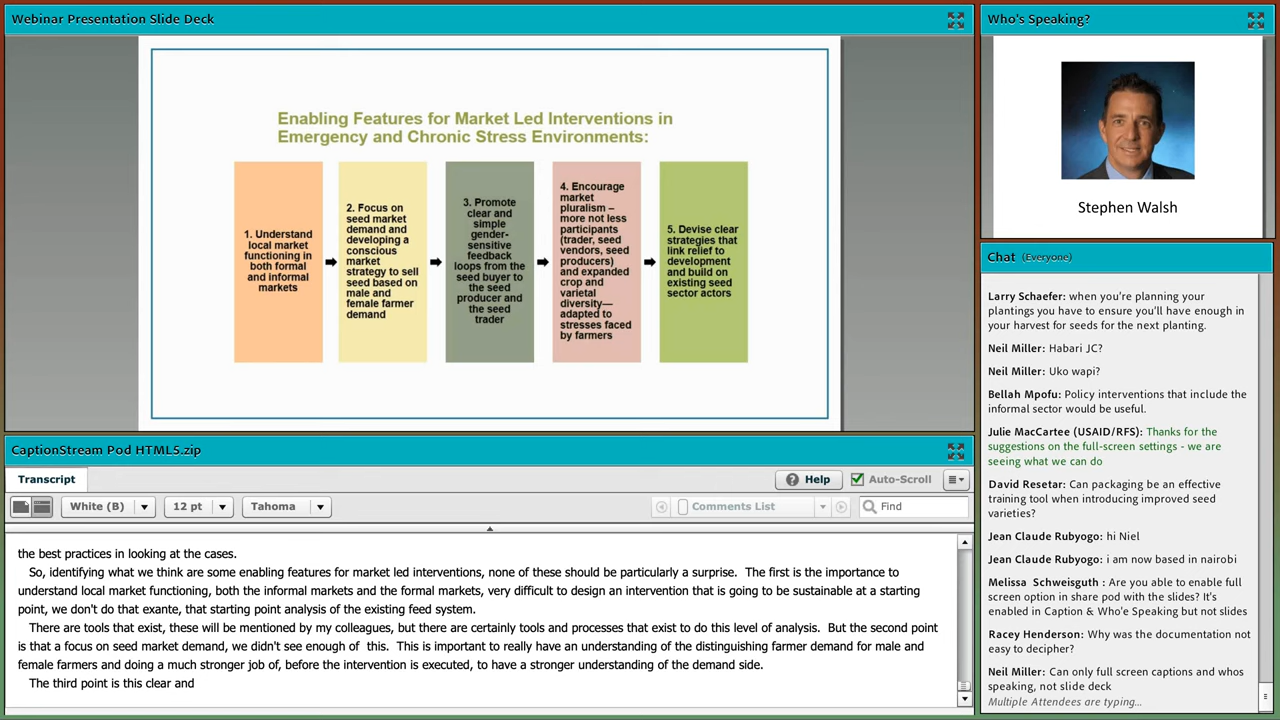 Webinar Presentation Slide Deck
Enabling Features for Market Led Interventions in
Emergency and Chronic Stress Environments:
1. Understand
local market
functioning in
both formal
and informal
markets
2. Focus on
seed market
demand and
developing a
conscious
market
strategy to sell
seed based on
male and
female farmer
demand
3. Promote
clear and
simple
gender-
sensitive
feedback
loops from the
seed buyer to
the seed
producer and
the seed
trader
4. Encourage
market
pluralism –
more not less
participants
(trader, seed
vendors, seed
producers)
and expanded
crop and
varietal
diversity—
adapted to
stresses faced
by farmers
5. Devise clear
strategies that
link relief to
development
and build on
existing seed
sector actors
CaptionStream Pod HTML5.zip
Transcript
Help
Auto-Scroll
White (B)
12 pt
Tahoma
Comments List
Find
the best practices in looking at the cases.
So, identifying what we think are some enabling features for market led interventions, none of these should be particularly a surprise. The first is the importance to
understand local market functioning, both the informal markets and the formal markets, very difficult to design an intervention that is going to be sustainable at a starting
point, we don't do that exante, that starting point analysis of the existing feed system.
There are tools that exist, these will be mentioned by my colleagues, but there are certainly tools and processes that exist to do this level of analysis. But the second point
is that a focus on seed market demand, we didn't see enough of this. This is important to really have an understanding of the distinguishing farmer demand for male and
female farmers and doing a much stronger job of, before the intervention is executed, to have a stronger understanding of the demand side.
The third point is this clear and
Who's Speaking?
Stephen Walsh
Chat (Everyone)
Larry Schaefer: when you're planning your
plantings you have to ensure you'll have enough in
your harvest for seeds for the next planting.
Neil Miller: Habari JC?
Neil Miller: Uko wapi?
Bellah Mpofu: Policy interventions that include the
informal sector would be useful.
Julie MacCartee (USAID/RFS): Thanks for the
suggestions on the full-screen settings - we are
seeing what we can do
David Resetar: Can packaging be an effective
training tool when introducing improved seed
varieties?
Jean Claude Rubyogo: hi Niel
Jean Claude Rubyogo: i am now based in nairobi
Melissa Schweisguth : Are you able to enable full
screen option in share pod with the slides? It's
enabled in Caption & Who'e Speaking but not slides
Racey Henderson: Why was the documentation not
easy to decipher?
Neil Miller: Can only full screen captions and whos
speaking, not slide deck
Multiple Attendees are typing...